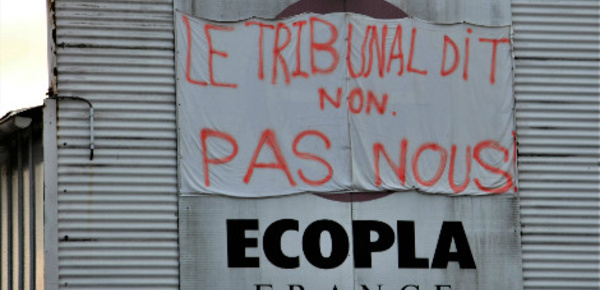 LE TRIBUNAL DIT
NON.
PAS NOUS!
ECOPLA
FRANCE